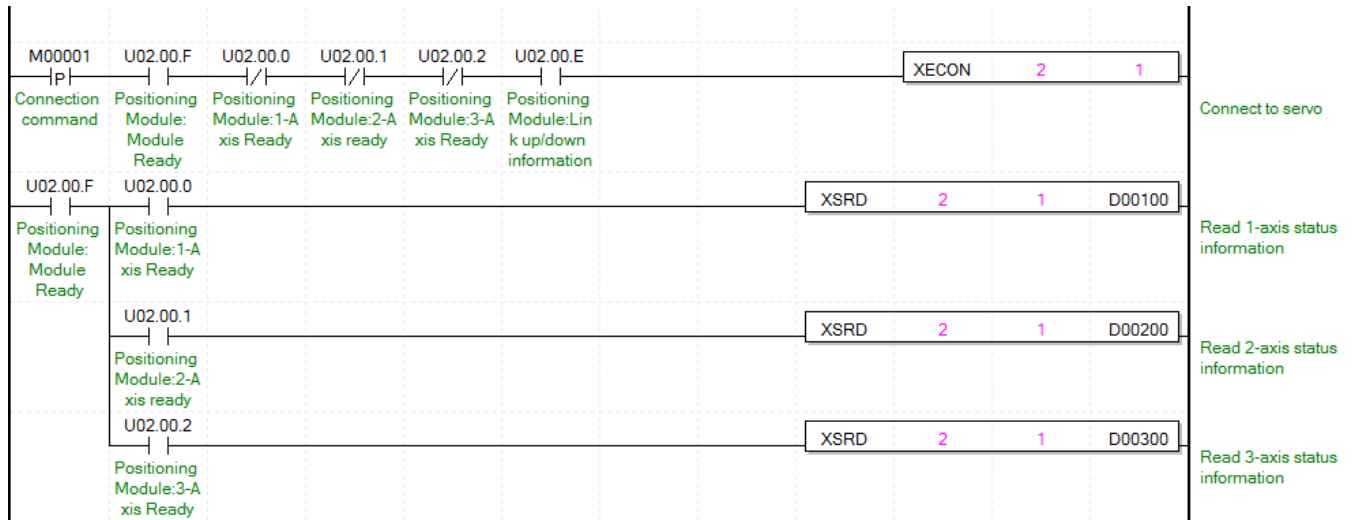 M00001 U02.00.F U02.00.0 U02.00.1 U02.00.2 U02.00.E
P
XECON 2 1
Connection command
Positioning Module: Module Ready
Positioning Module:1-A xis Ready
Positioning Module:2-A xis ready
Positioning Module:3-A xis Ready
Positioning Module:Lin k up/down information
Connect to servo
U02.00.F U02.00.0
XSRD 2 1 D00100
Positioning Module: Module Ready
Positioning Module:1-A xis Ready
Read 1-axis status information
U02.00.1
XSRD 2 1 D00200
Positioning Module:2-A xis ready
Read 2-axis status information
U02.00.2
XSRD 2 1 D00300
Positioning Module:3-A xis Ready
Read 3-axis status information